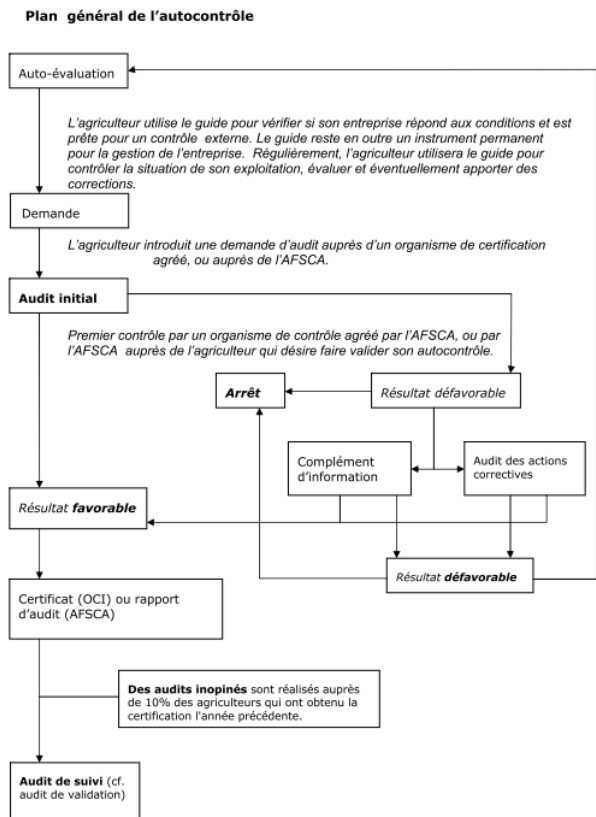 Plan  général de l’autocontrôle
Auto-évaluation
L’agriculteur utilise le guide pour vérifier si son entreprise répond aux conditions et est
prête pour un contrôle  externe. Le guide reste en outre un instrument permanent
pour la gestion de l’entreprise.  Régulièrement, l’agriculteur utilisera le guide pour
contrôler la situation de son exploitation, évaluer et éventuellement apporter des
corrections.
Demande
L’agriculteur introduit une demande d’audit auprès d’un organisme de certification
agréé, ou auprès de l’AFSCA.
Audit initial
Premier contrôle par un organisme de contrôle agréé par l’AFSCA, ou par
l’AFSCA  auprès de l’agriculteur qui désire faire valider son autocontrôle.
Arrêt
Résultat défavorable
Complément
d’information
Audit des actions
correctives
Résultat favorable
Résultat défavorable
Certificat (OCI) ou rapport
d’audit (AFSCA)
Des audits inopinés sont réalisés auprès
de 10% des agriculteurs qui ont obtenu la
certification l’année précédente.
Audit de suivi (cf.
audit de validation)